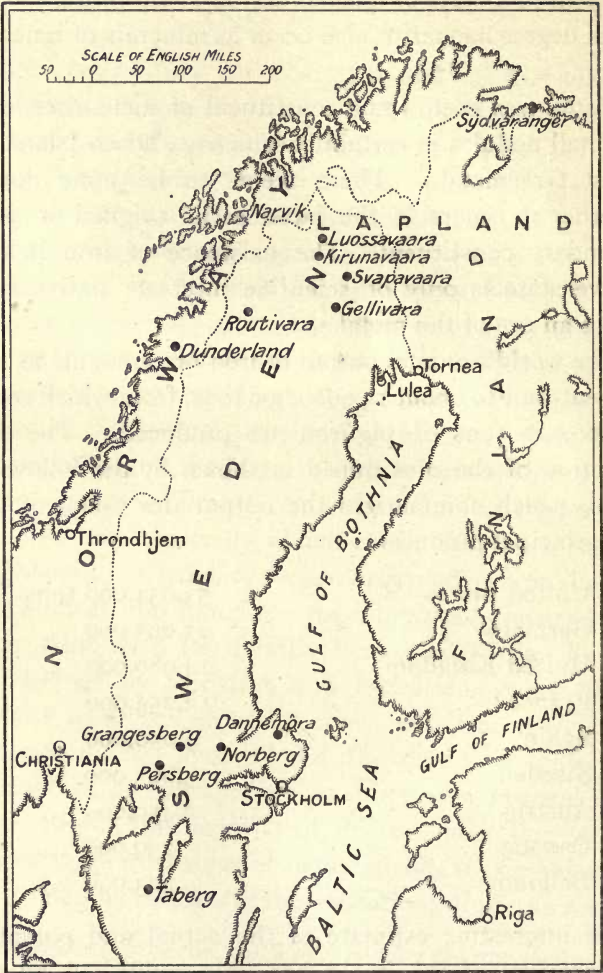 SCALE OF ENGLISH MILES
50 0 50 100 150 200
Sydvaranger
Narvik
LAPLAND
Luossavaara
Kirunavaara
Svapavaara
Gellivara
Routivara
Dunderland
Tornea
Lulea
NORWAY
SWEDEN
FINLAND
GULF OF BOTHNIA
Throndhjem
Grangesberg
Dannemora
Norberg
CHRISTIANIA
Persberg
STOCKHOLM
GULF OF FINLAND
BALTIC SEA
Taberg
Riga